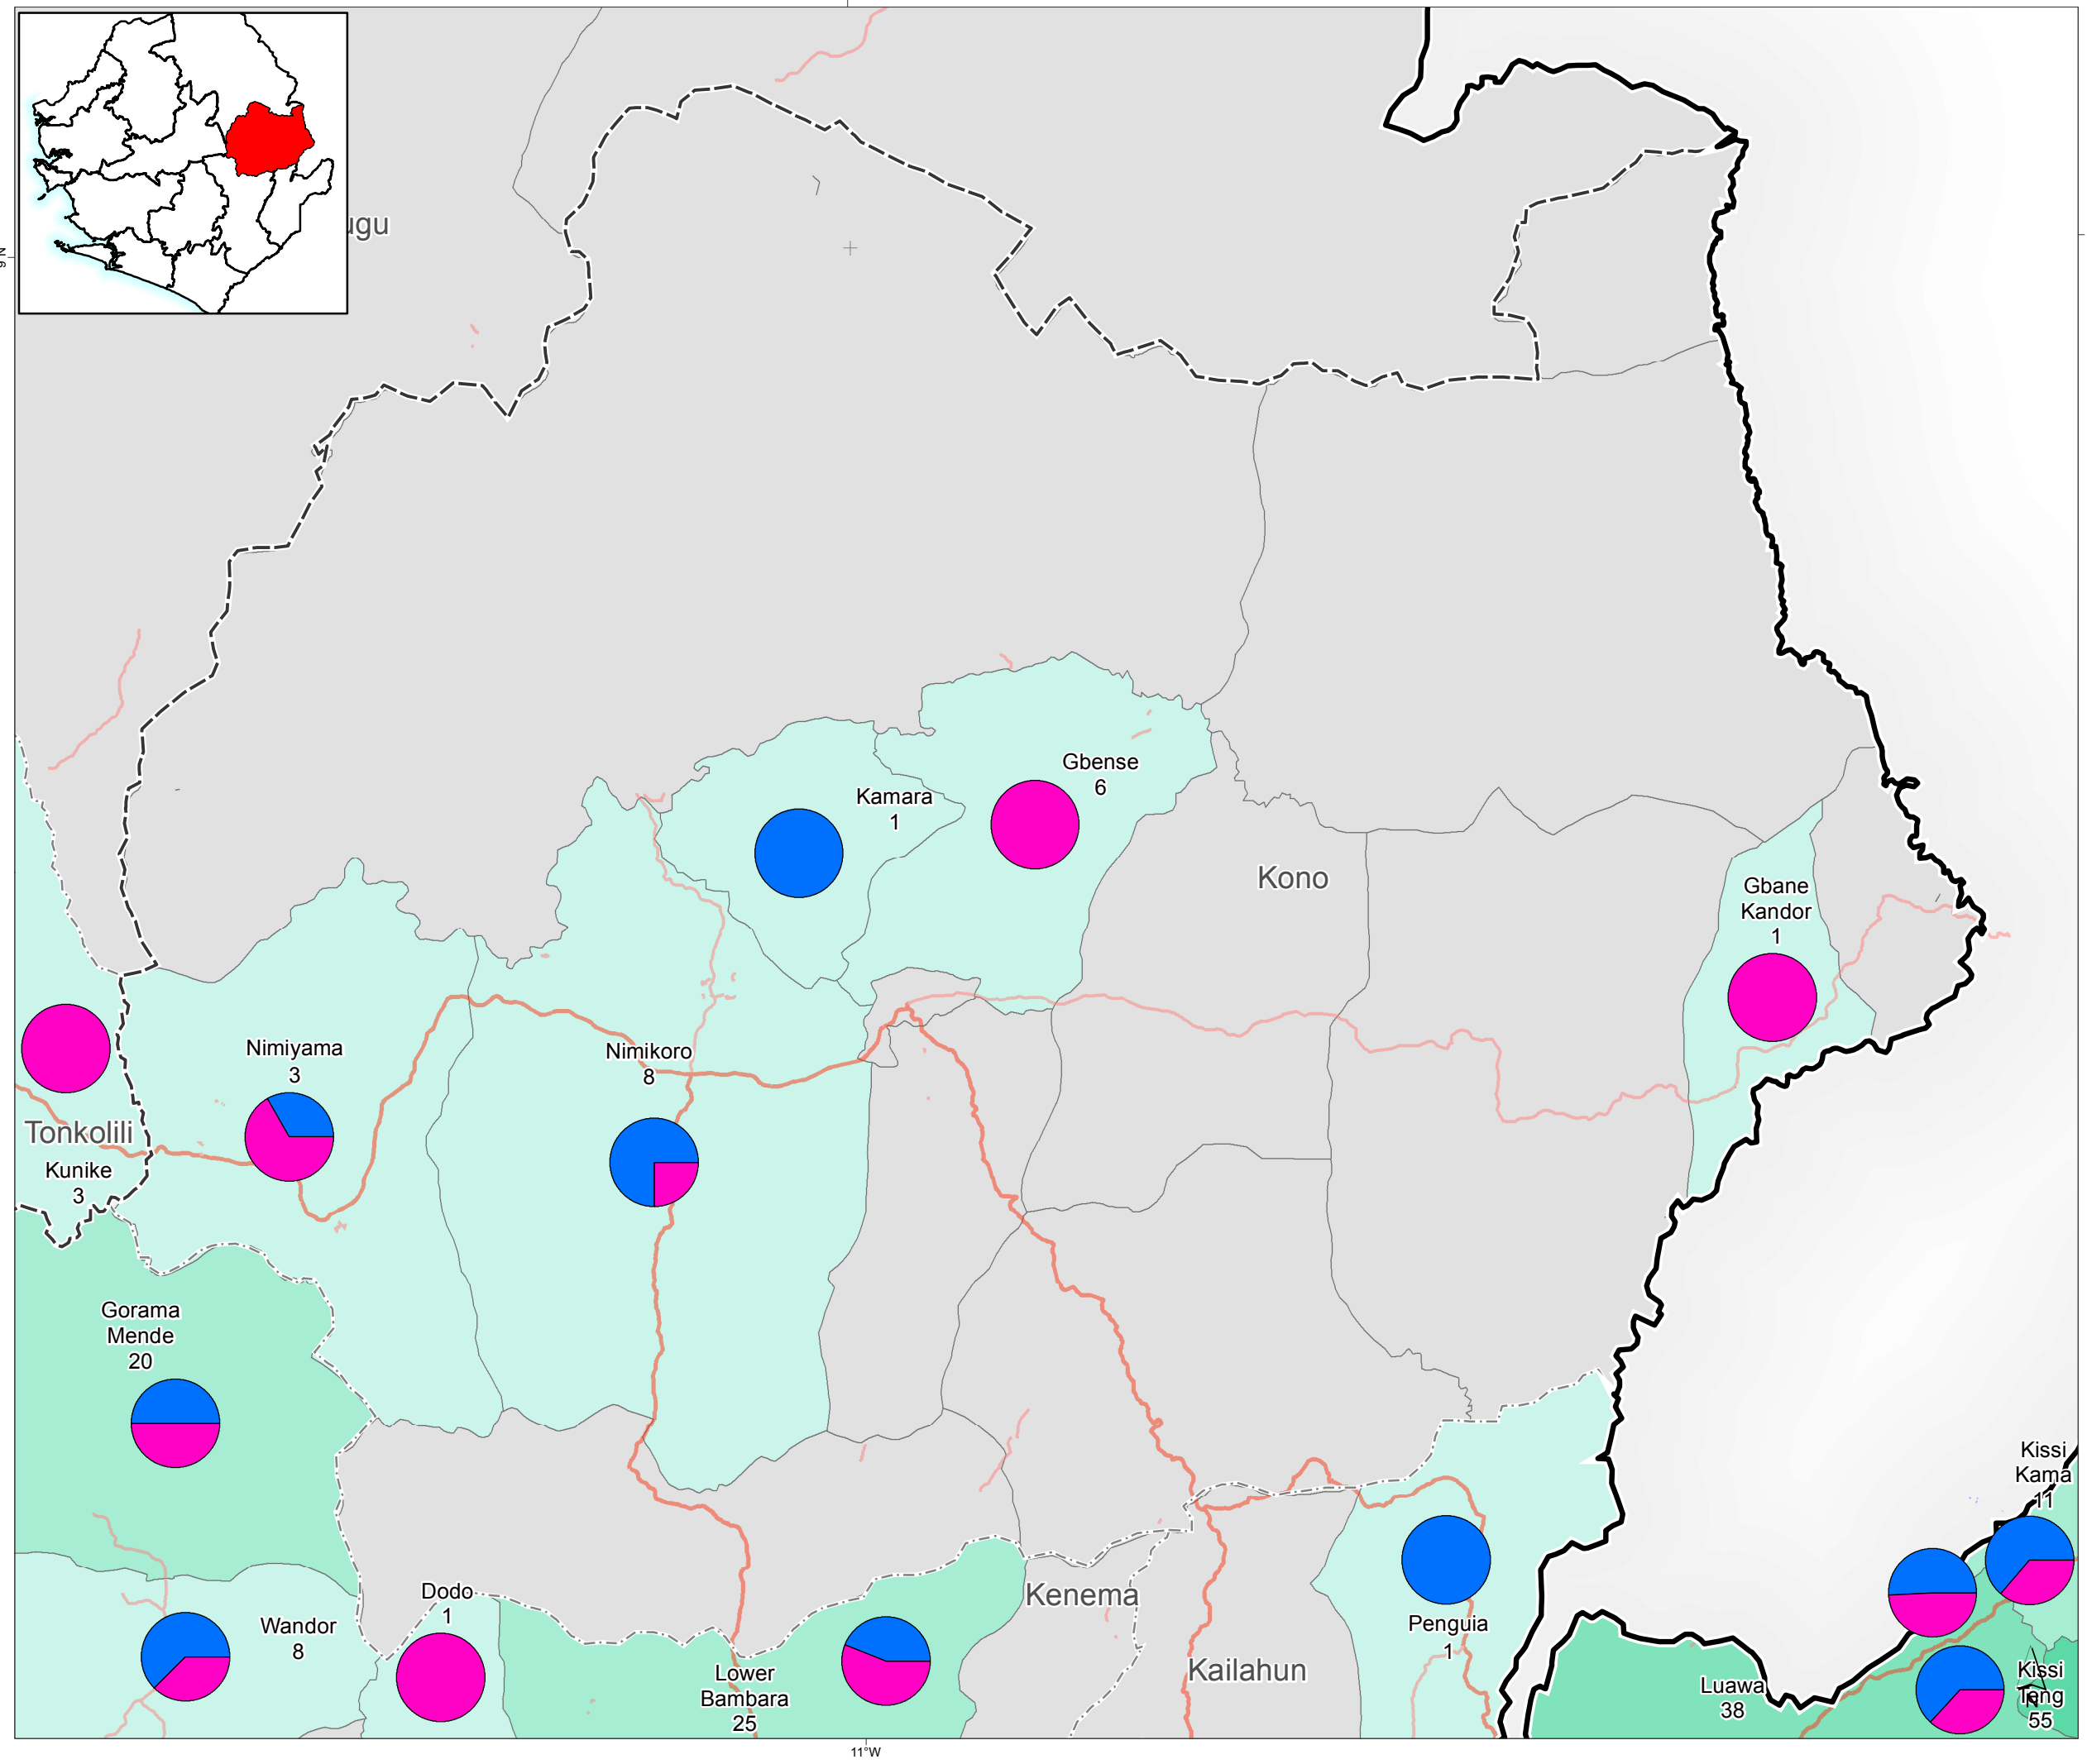 ugu
9°N
Gbense
6
Kamara
1
Kono
Gbane
Kandor
1
Nimiyama
3
Nimikoro
8
Tonkolili
Kunike
3
Gorama
Mende
20
Kissi
Kama
11
Dodo
1
Wandor
8
Kenema
Penguia
1
Lower
Bambara
25
Kailahun
Luawa
38
Kissi
Teng
55
N
11°W